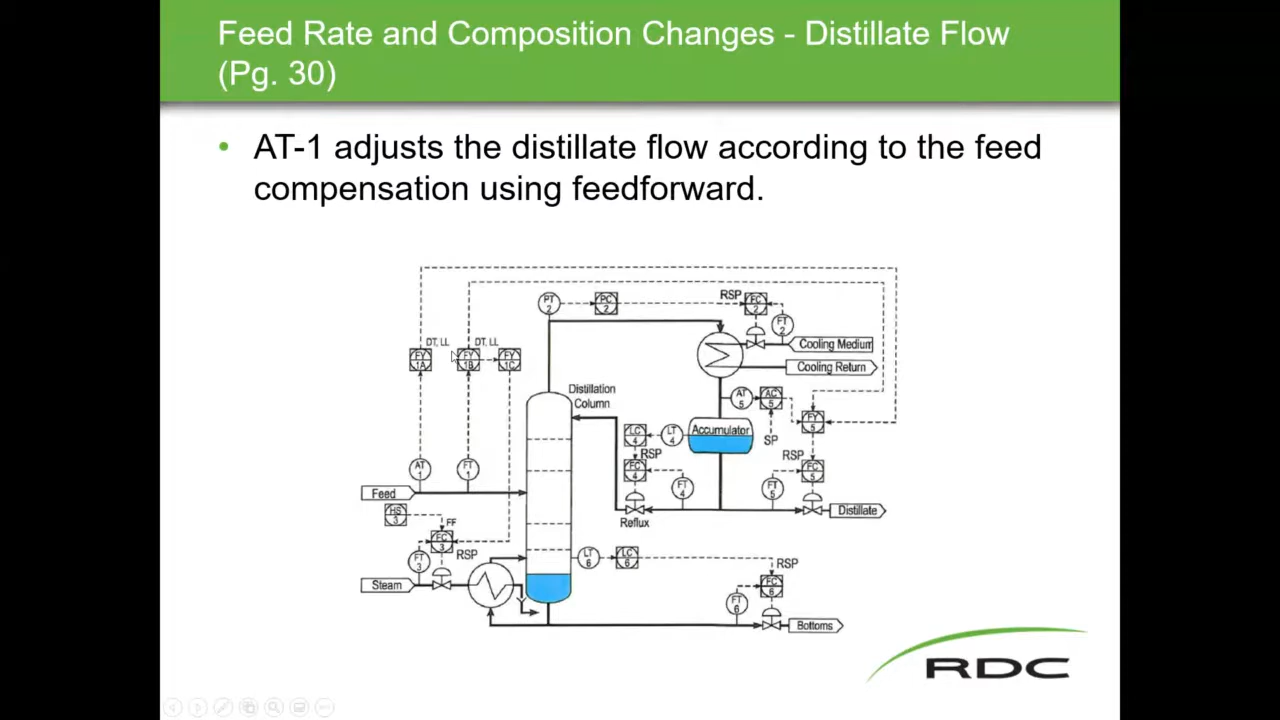 Feed Rate and Composition Changes - Distillate Flow
(Pg. 30)
• AT-1 adjusts the distillate flow according to the feed
compensation using feedforward.
PT
2
PC
2
RSP
FC
2
FT
2
Cooling Medium
Cooling Return
DT, LL
DT, LL
FY
1A
FY
1B
FY
1C
Distillation
Column
AT
5
AC
5
FY
5
SP
LC
4
LT
4
Accumulator
RSP
FC
4
RSP
FC
5
AT
1
FT
1
FT
4
FT
5
Feed
Reflux
Distillate
HS
3
FF
FC
3
RSP
FT
3
Steam
LT
6
LC
6
RSP
FC
6
FT
6
Bottoms
RDC